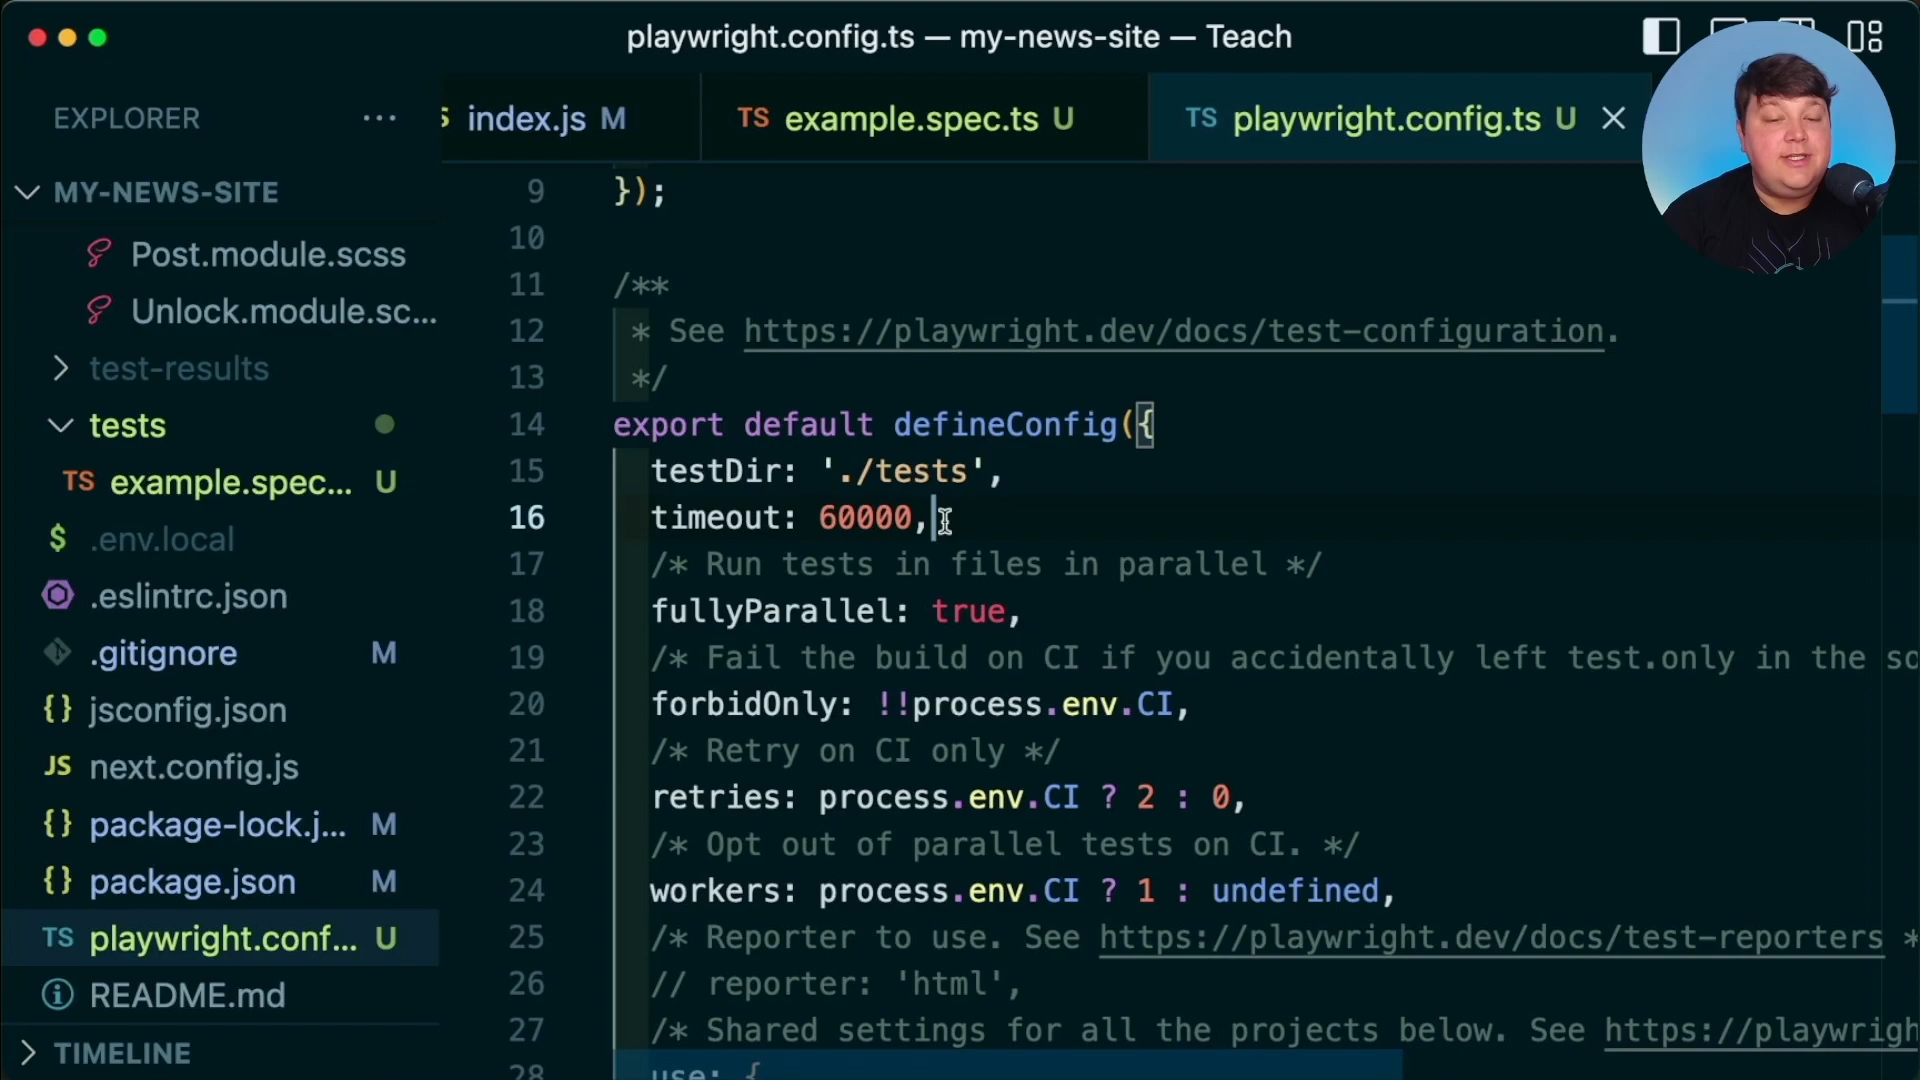 playwright.config.ts — my-news-site — Teach
EXPLORER ...
index.js M
TS example.spec.ts U
TS playwright.config.ts U
MY-NEWS-SITE
Post.module.scss
Unlock.module.sc...
test-results
tests
TS example.spec... U
$ .env.local
.eslintrc.json
.gitignore M
{} jsconfig.json
JS next.config.js
{} package-lock.j... M
{} package.json M
TS playwright.conf... U
README.md
TIMELINE
9 });
10
11 /**
12 * See https://playwright.dev/docs/test-configuration.
13 */
14 export default defineConfig({
15 testDir: './tests',
16 timeout: 60000,
17 /* Run tests in files in parallel */
18 fullyParallel: true,
19 /* Fail the build on CI if you accidentally left test.only in the so
20 forbidOnly: !!process.env.CI,
21 /* Retry on CI only */
22 retries: process.env.CI ? 2 : 0,
23 /* Opt out of parallel tests on CI. */
24 workers: process.env.CI ? 1 : undefined,
25 /* Reporter to use. See https://playwright.dev/docs/test-reporters *
26 // reporter: 'html',
27 /* Shared settings for all the projects below. See https://playwrigh
28 use: {